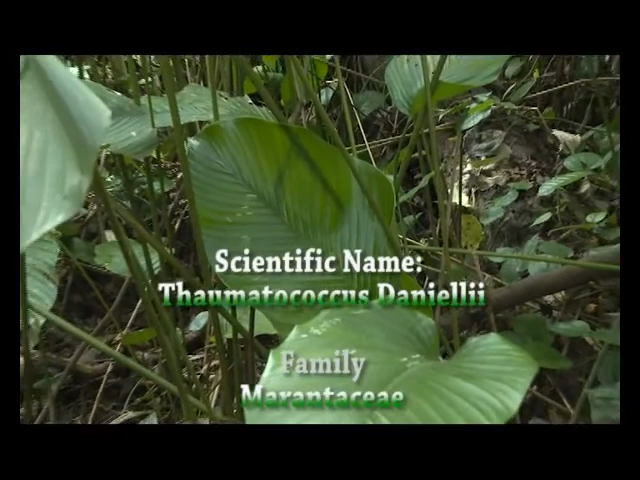 Scientific Name:
Thaumatococcus Daniellii
Family
Marantaceae